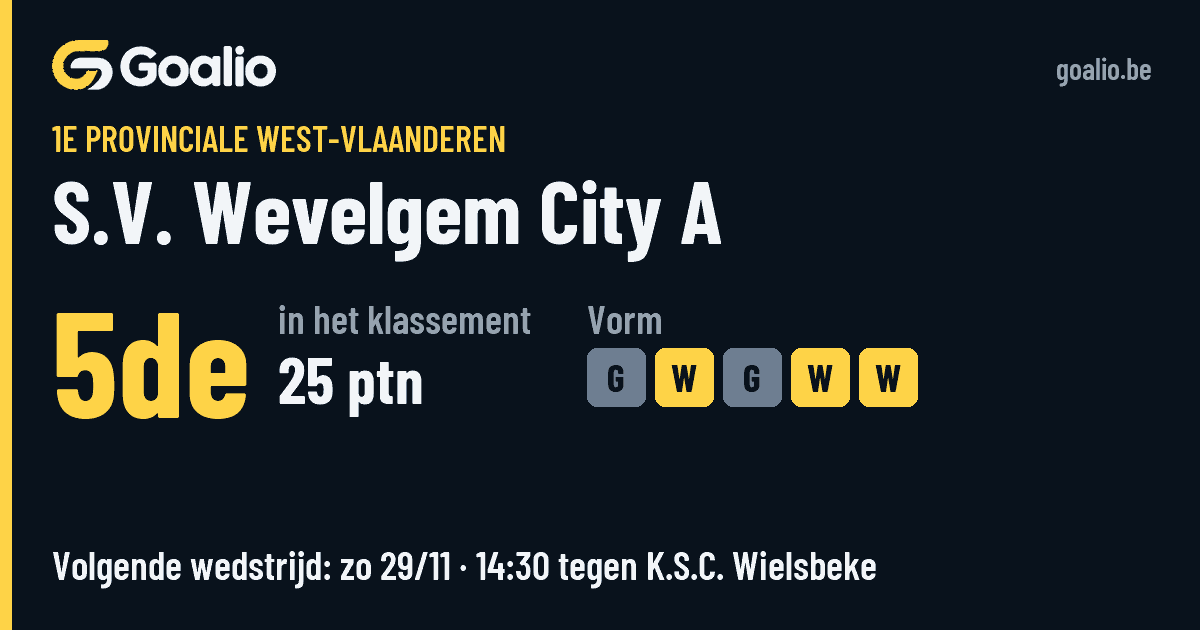 Goalio
goalio.be
1E PROVINCIALE WEST-VLAANDEREN
S.V. Wevelgem City A
5de
in het klassement
25 ptn
Vorm
G W G W W
Volgende wedstrijd: zo 29/11 · 14:30 tegen K.S.C. Wielsbeke